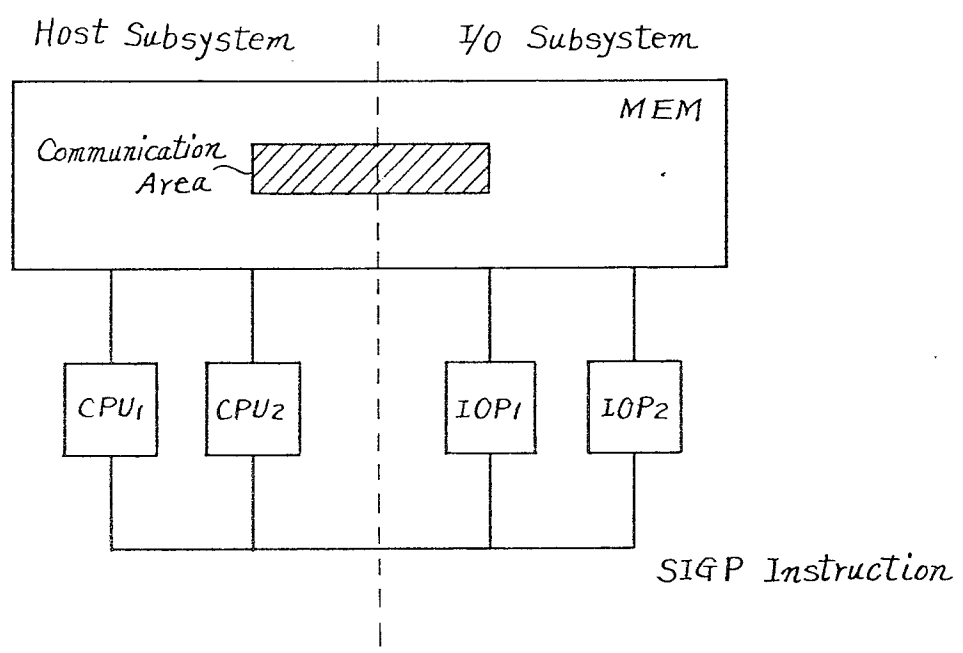 Host Subsystem
I/O Subsystem
MEM
Communication
Area
CPU1
CPU2
IOP1
IOP2
SIGP Instruction